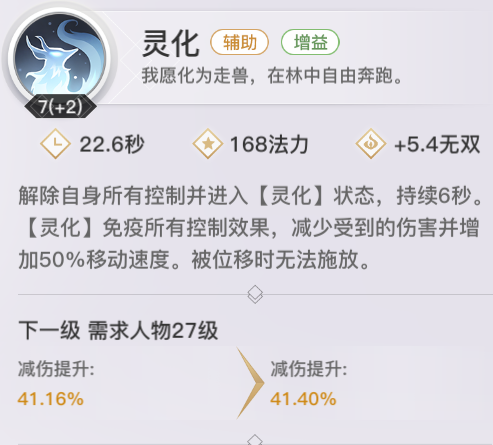 灵化 辅助 增益
我愿化为走兽，在林中自由奔跑。
7(+2)
22.6秒 168法力 +5.4无双
解除自身所有控制并进入【灵化】状态，持续6秒。
【灵化】免疫所有控制效果，减少受到的伤害并增
加50%移动速度。被位移时无法施放。
下一级 需求人物27级
减伤提升: 减伤提升:
41.16% 41.40%